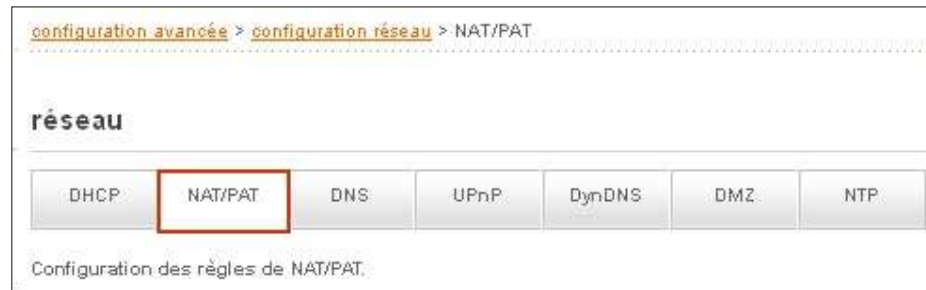 configuration avancée > configuration réseau > NAT/PAT
réseau
DHCP NAT/PAT DNS UPnP DynDNS DMZ NTP
Configuration des règles de NAT/PAT.